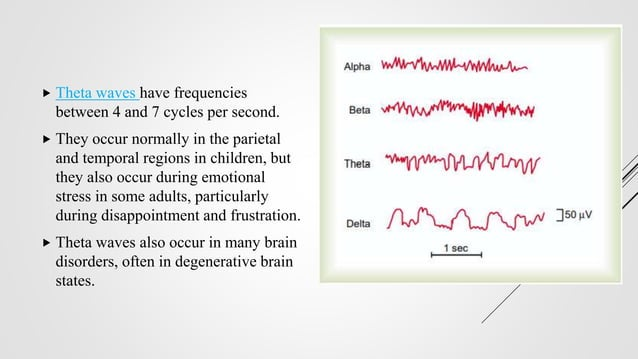 Theta waves have frequencies
between 4 and 7 cycles per second.
They occur normally in the parietal
and temporal regions in children, but
they also occur during emotional
stress in some adults, particularly
during disappointment and frustration.
Theta waves also occur in many brain
disorders, often in degenerative brain
states.
Alpha
Beta
Theta
Delta
50 µV
1 sec